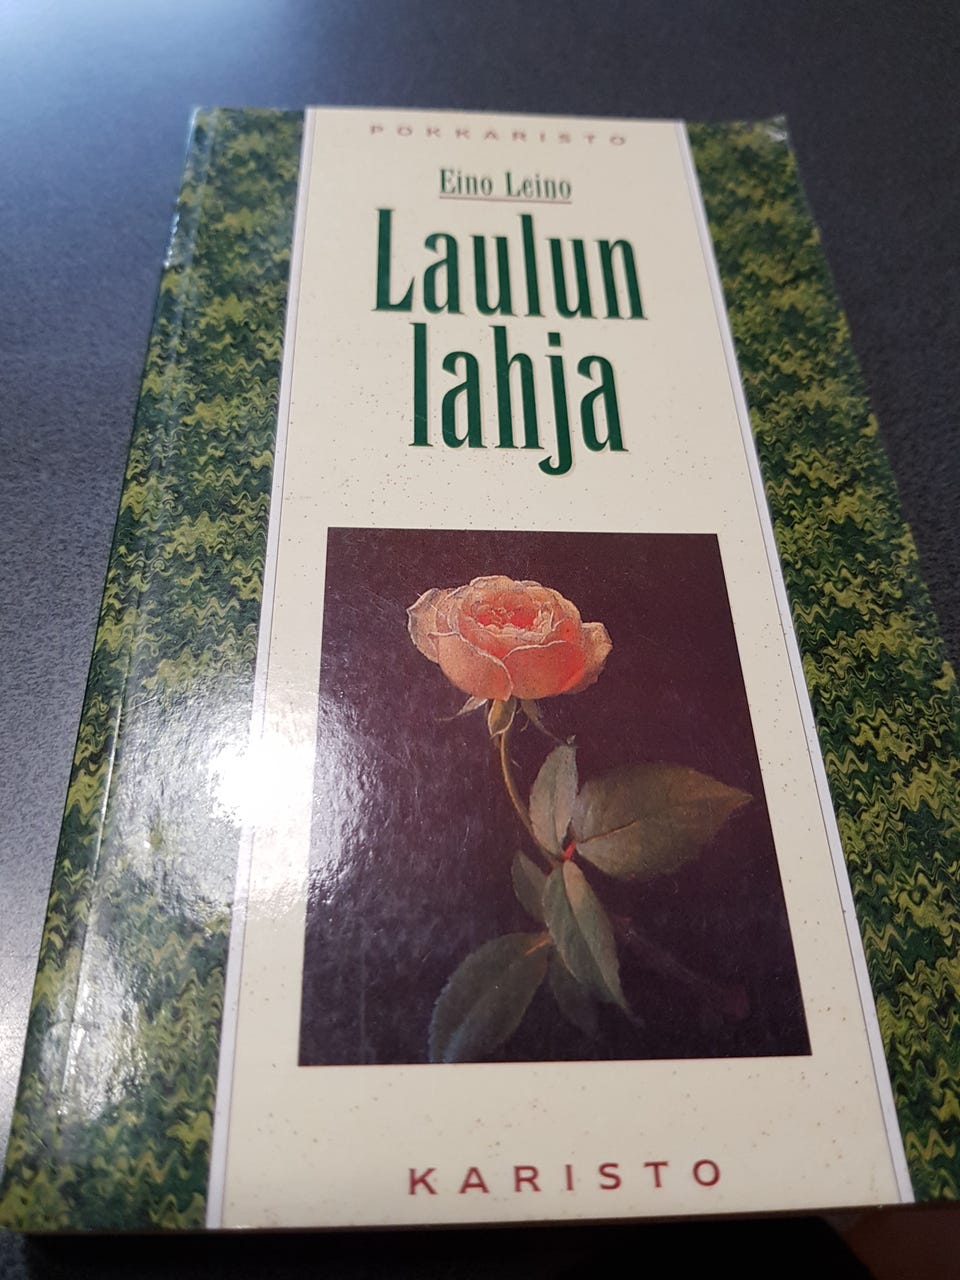 POKKARISTO
Eino Leino
Laulun
lahja
KARISTO